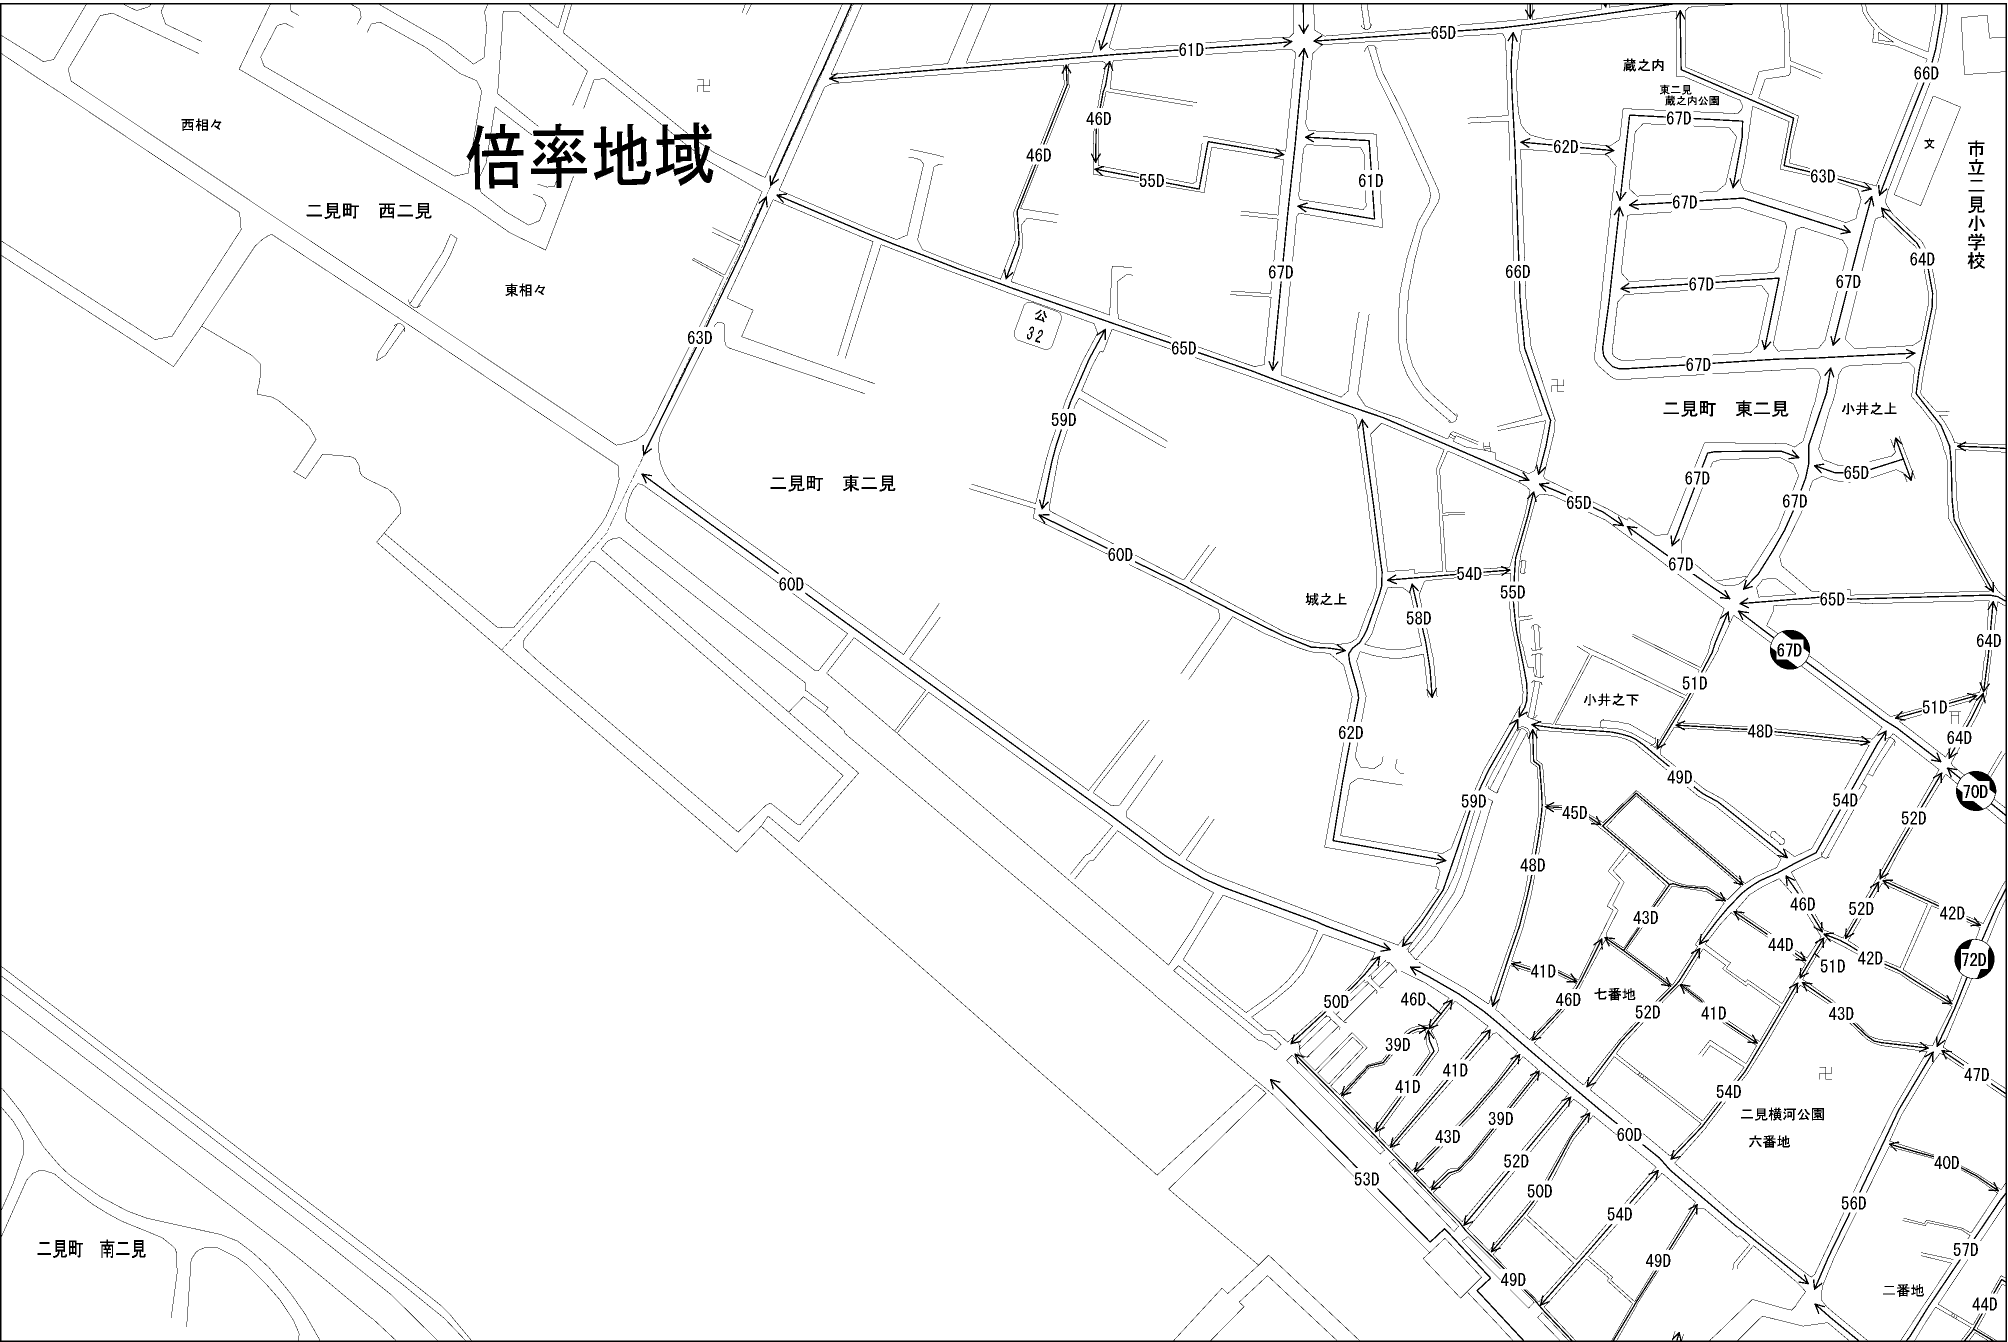 65D
61D
蔵之内
66D
東二見
蔵之内公園
67D
46D
西相々
倍率地域
46D
62D
文
市立二見小学校
55D
61D
63D
二見町　西二見
67D
64D
67D
66D
67D
67D
東相々
公
32
63D
65D
67D
59D
二見町　東二見
小井之上
二見町　東二見
65D
67D
65D
67D
60D
67D
54D
60D
55D
城之上
65D
58D
64D
67D
51D
小井之下
51D
62D
48D
64D
49D
70D
59D
54D
45D
52D
48D
46D
52D
42D
43D
44D
42D
72D
51D
41D
七番地
50D
46D
46D
52D
41D
43D
39D
41D
41D
47D
54D
二見横河公園
39D
43D
60D
六番地
52D
40D
53D
50D
54D
56D
二見町　南二見
57D
49D
49D
二番地
44D